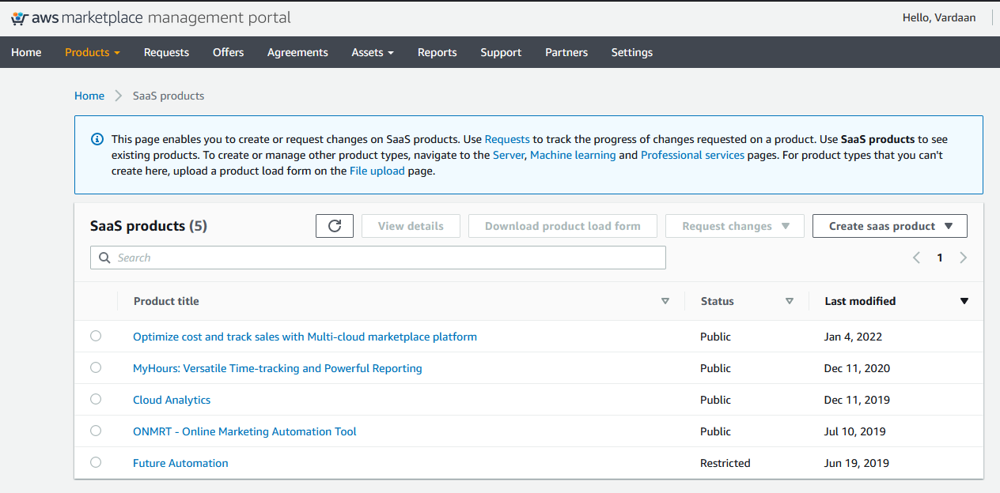 aws marketplace management portal
Hello, Vardaan
Home Products Requests Offers Agreements Assets Reports Support Partners Settings
Home SaaS products
This page enables you to create or request changes on SaaS products. Use Requests to track the progress of changes requested on a product. Use SaaS products to see
existing products. To create or manage other product types, navigate to the Server, Machine learning and Professional services pages. For product types that you can't
create here, upload a product load form on the File upload page.
SaaS products (5) View details Download product load form Request changes Create saas product
Search 1
Product title Status Last modified
Optimize cost and track sales with Multi-cloud marketplace platform Public Jan 4, 2022
MyHours: Versatile Time-tracking and Powerful Reporting Public Dec 11, 2020
Cloud Analytics Public Dec 11, 2019
ONMRT - Online Marketing Automation Tool Public Jul 10, 2019
Future Automation Restricted Jun 19, 2019